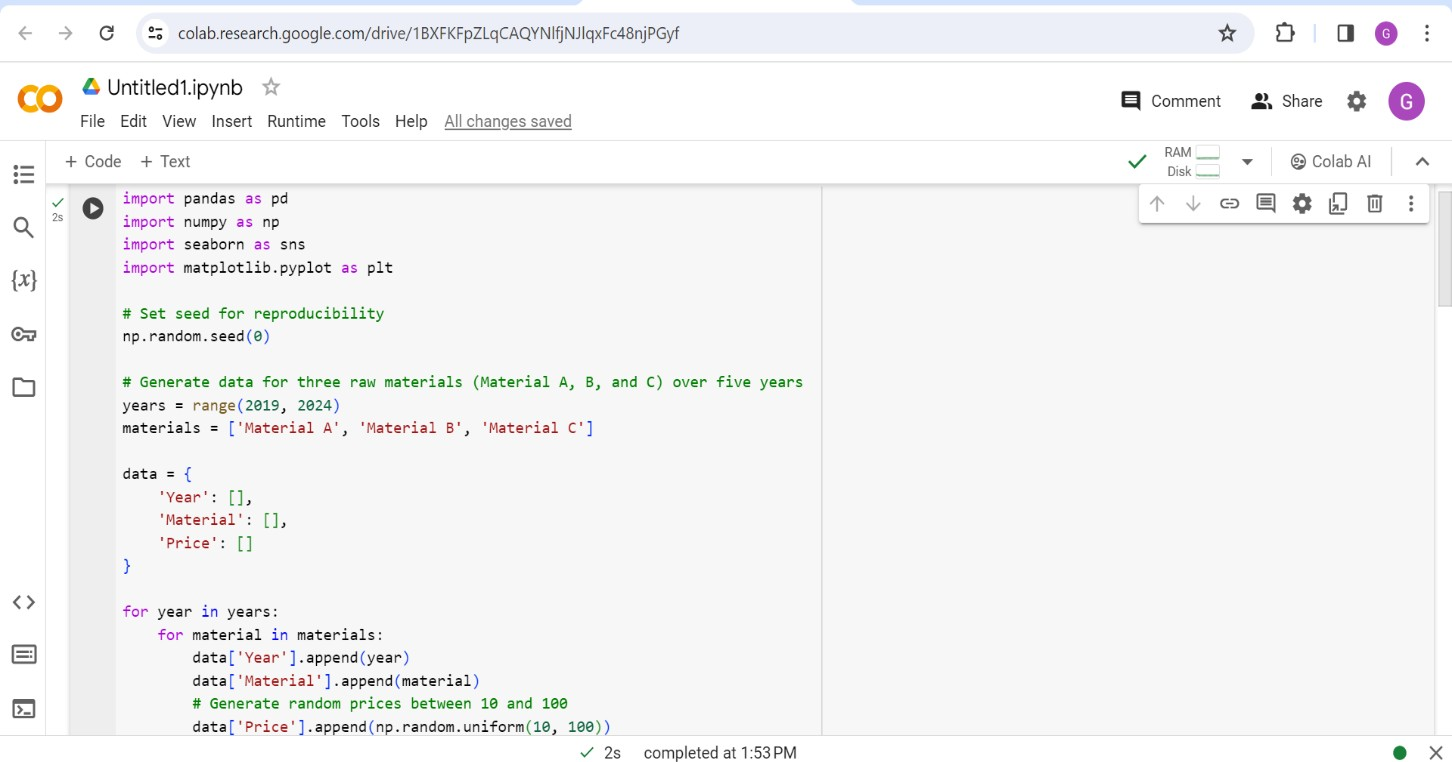 colab.research.google.com/drive/1BXFKFpZLqCAQYNlfjNJlqxFc48njPGyf
G
Untitled1.ipynb
Comment
Share
G
File Edit View Insert Runtime Tools Help All changes saved
+ Code + Text
RAM
Disk
Colab AI
2s
import pandas as pd
import numpy as np
import seaborn as sns
import matplotlib.pyplot as plt
# Set seed for reproducibility
np.random.seed(0)
# Generate data for three raw materials (Material A, B, and C) over five years
years = range(2019, 2024)
materials = ['Material A', 'Material B', 'Material C']
data = {
    'Year': [],
    'Material': [],
    'Price': []
}
for year in years:
    for material in materials:
        data['Year'].append(year)
        data['Material'].append(material)
        # Generate random prices between 10 and 100
        data['Price'].append(np.random.uniform(10, 100))
2s completed at 1:53 PM